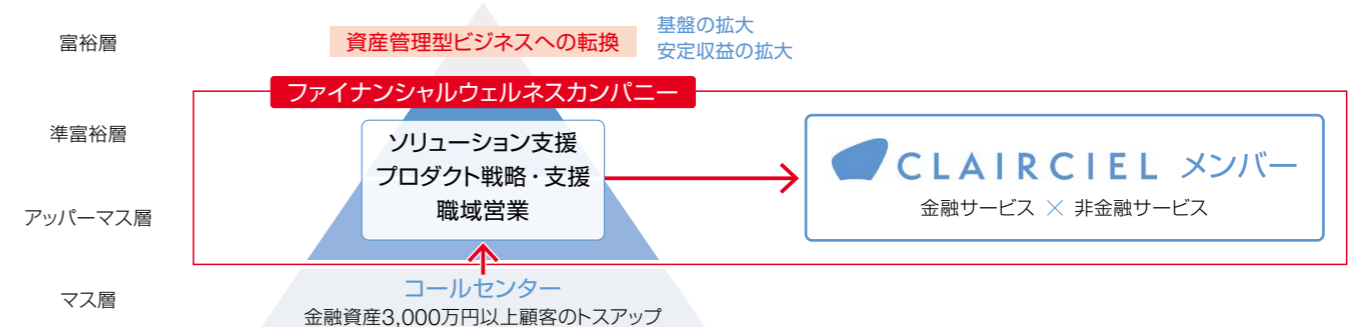 富裕層
資産管理型ビジネスへの転換
基盤の拡大
安定収益の拡大
ファイナンシャルウェルネスカンパニー
準富裕層
ソリューション支援
プロダクト戦略・支援
職域営業
CLAIRCIEL メンバー
金融サービス × 非金融サービス
アッパーマス層
マス層
コールセンター
金融資産3,000万円以上顧客のトスアップ